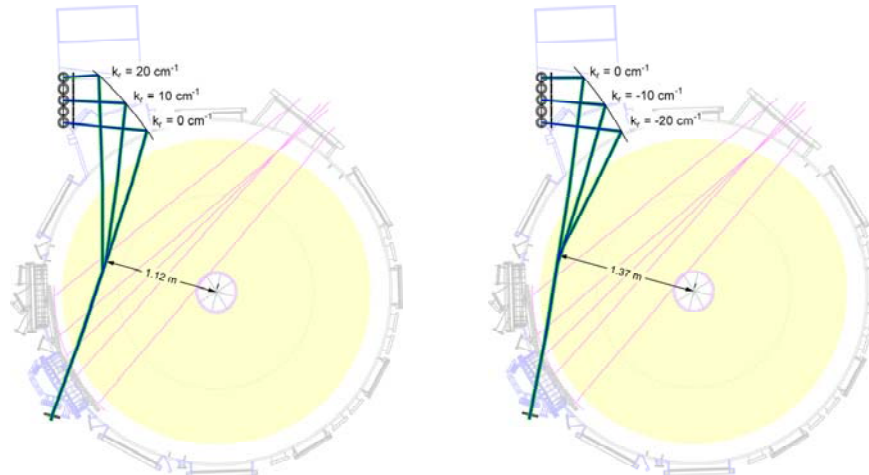 k_r = 20 cm⁻¹
k_r = 10 cm⁻¹
k_r = 0 cm⁻¹
1.12 m
k_r = 0 cm⁻¹
k_r = -10 cm⁻¹
k_r = -20 cm⁻¹
1.37 m